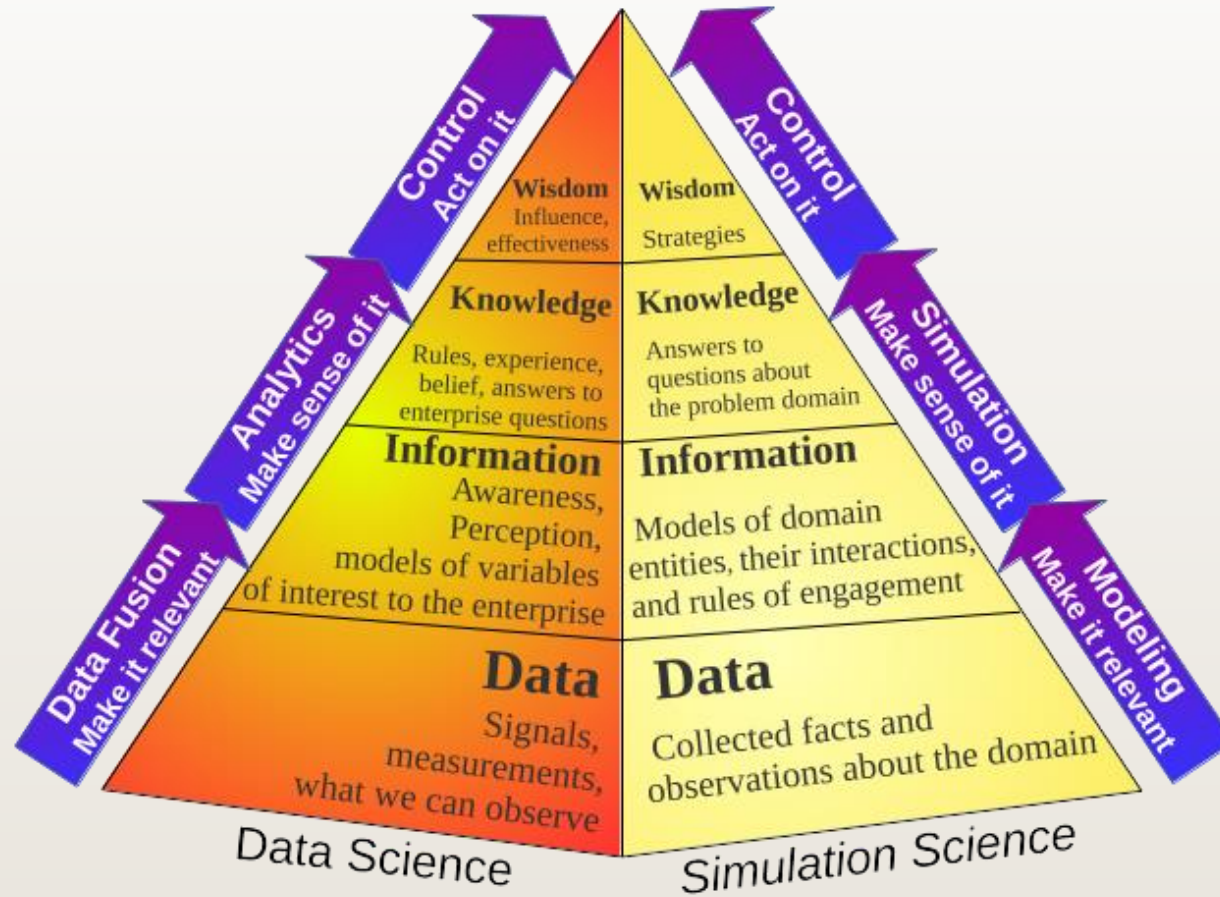 Control
Act on it
Analytics
Make sense of it
Data Fusion
Make it relevant
Wisdom
Influence,
effectiveness
Knowledge
Rules, experience,
belief, answers to
enterprise questions
Information
Awareness,
Perception,
models of variables
of interest to the enterprise
Data
Signals,
measurements,
what we can observe
Data Science
Wisdom
Strategies
Knowledge
Answers to
questions about
the problem domain
Information
Models of domain
entities, their interactions,
and rules of engagement
Data
Collected facts and
observations about the domain
Simulation Science
Control
Act on it
Simulation
Make sense of it
Modeling
Make it relevant